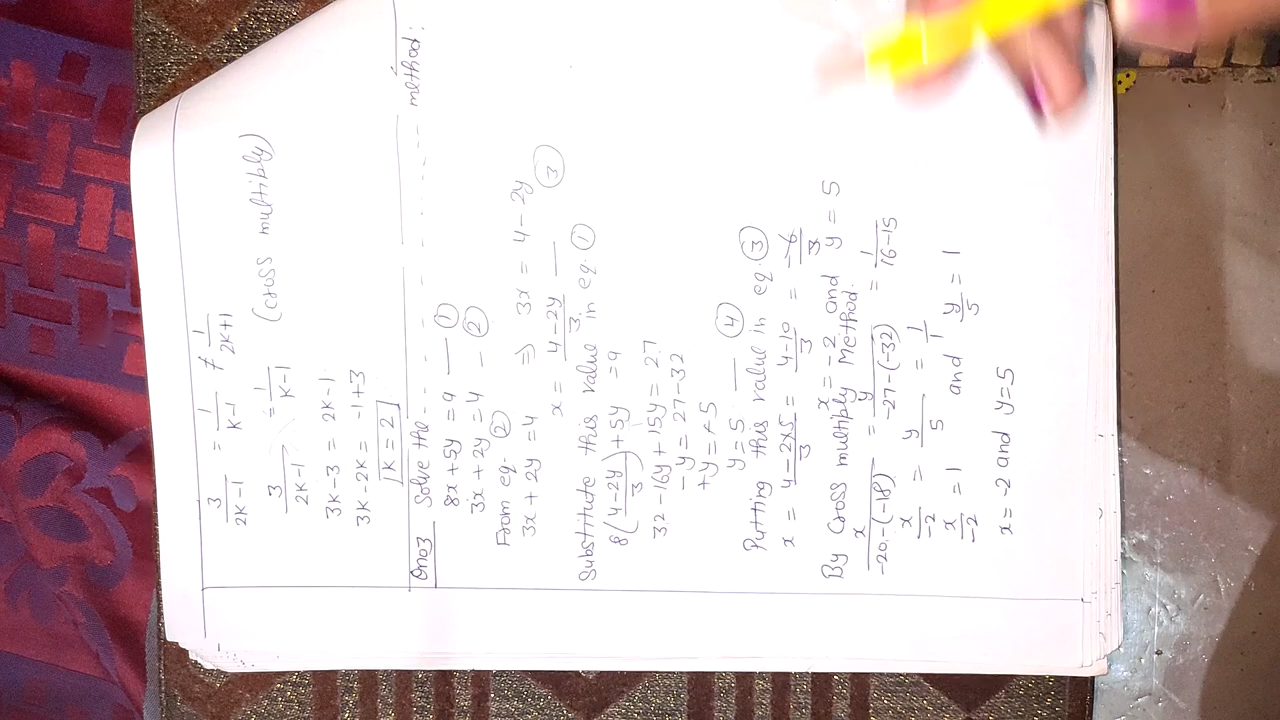 3/(2K-1) = 1/(K-1) ≠ 1/(2K+1)
3/(2K-1) = 1/(K-1) (cross multibly)
3K-3 = 2K-1
3K-2K = -1+3
K = 2
Qno3 Solve the - - - - - - - - - method:
8x + 5y = 9 — ①
3x + 2y = 4 — ②
From eq. ②
3x + 2y = 4 ⇒ 3x = 4 - 2y
x = (4-2y)/3 — ③
Substitute this value in eq. ①
8((4-2y)/3) + 5y = 9
32 - 16y + 15y = 27
-y = 27-32
+y = +5
y = 5 — ④
Putting this value in eq. ③
x = (4-2×5)/3 = (4-10)/3 = -6/3
x = -2 and y = 5
By Cross multibly Method.
x/(-20-(-18)) = y/(-27-(-32)) = 1/(16-15)
x/-2 = y/5 = 1/1
x/-2 = 1 and y/5 = 1
x = -2 and y = 5